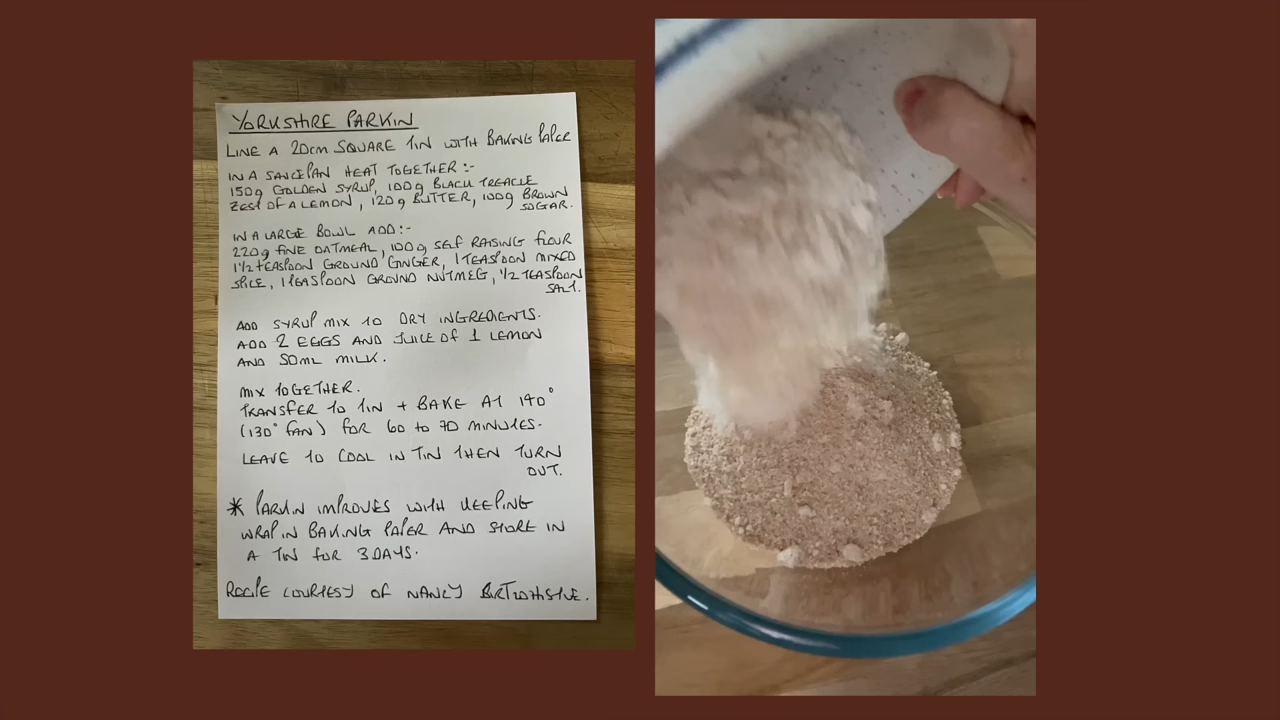 YORKSHIRE PARKIN
LINE A 20cm SQUARE TIN WITH BAKING PAPER
IN A SAUCEPAN HEAT TOGETHER :-
150g GOLDEN SYRUP, 100g BLACK TREACLE
ZEST OF A LEMON, 120g BUTTER, 100g BROWN
SUGAR.
IN A LARGE BOWL ADD :-
220g FINE OATMEAL, 100g SELF RAISING FLOUR
1½ TEASPOON GROUND GINGER, 1 TEASPOON MIXED
SPICE, 1 TEASPOON GROUND NUTMEG, ½ TEASPOON
SALT.
ADD SYRUP MIX TO DRY INGREDIENTS.
ADD 2 EGGS AND JUICE OF 1 LEMON
AND 50ML MILK.
MIX TOGETHER.
TRANSFER TO TIN + BAKE AT 140°
(130° FAN) FOR 60 to 70 MINUTES.
LEAVE TO COOL IN TIN THEN TURN
OUT.
* PARKIN IMPROVES WITH KEEPING
WRAP IN BAKING PAPER AND STORE IN
A TIN FOR 3 DAYS.
RECIPE COURTESY OF NANCY BIRTWHISTLE.